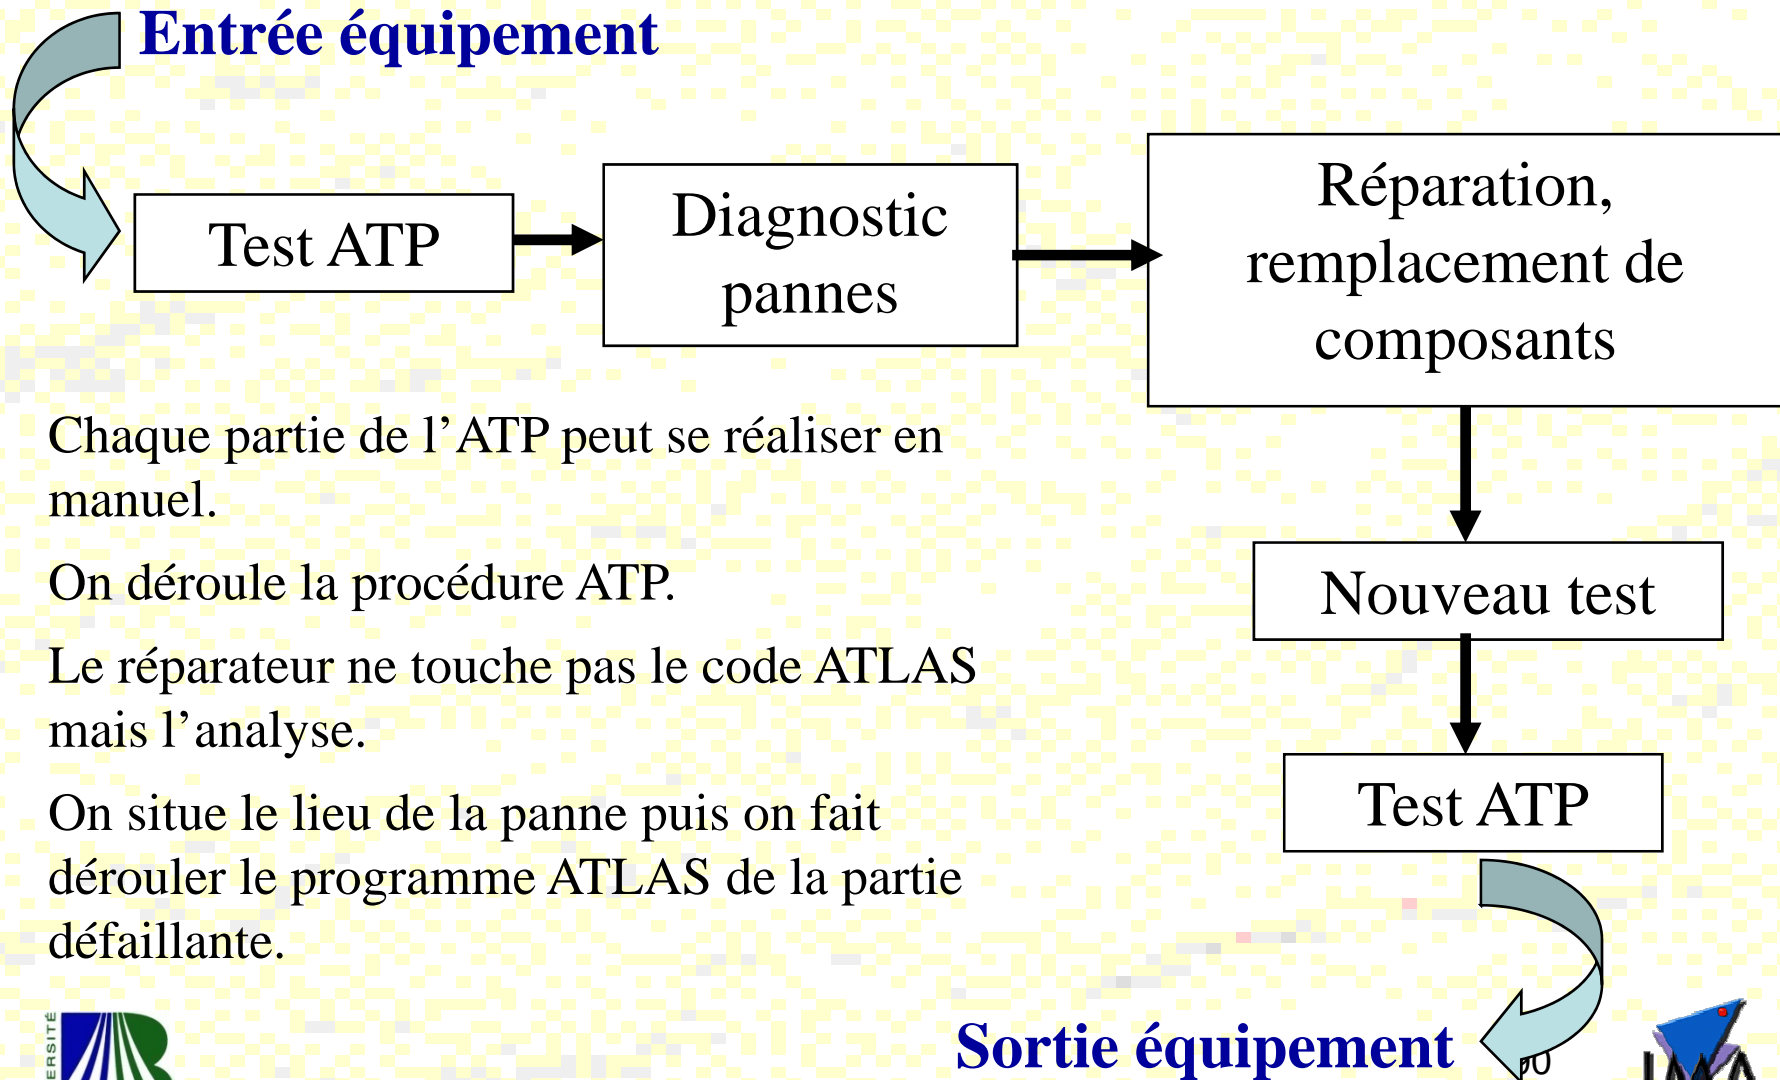 Entrée équipement
Test ATP
Diagnostic
pannes
Réparation,
remplacement de
composants
Chaque partie de l’ATP peut se réaliser en
manuel.
On déroule la procédure ATP.
Le réparateur ne touche pas le code ATLAS
mais l’analyse.
On situe le lieu de la panne puis on fait
dérouler le programme ATLAS de la partie
défaillante.
Nouveau test
Test ATP
Sortie équipement